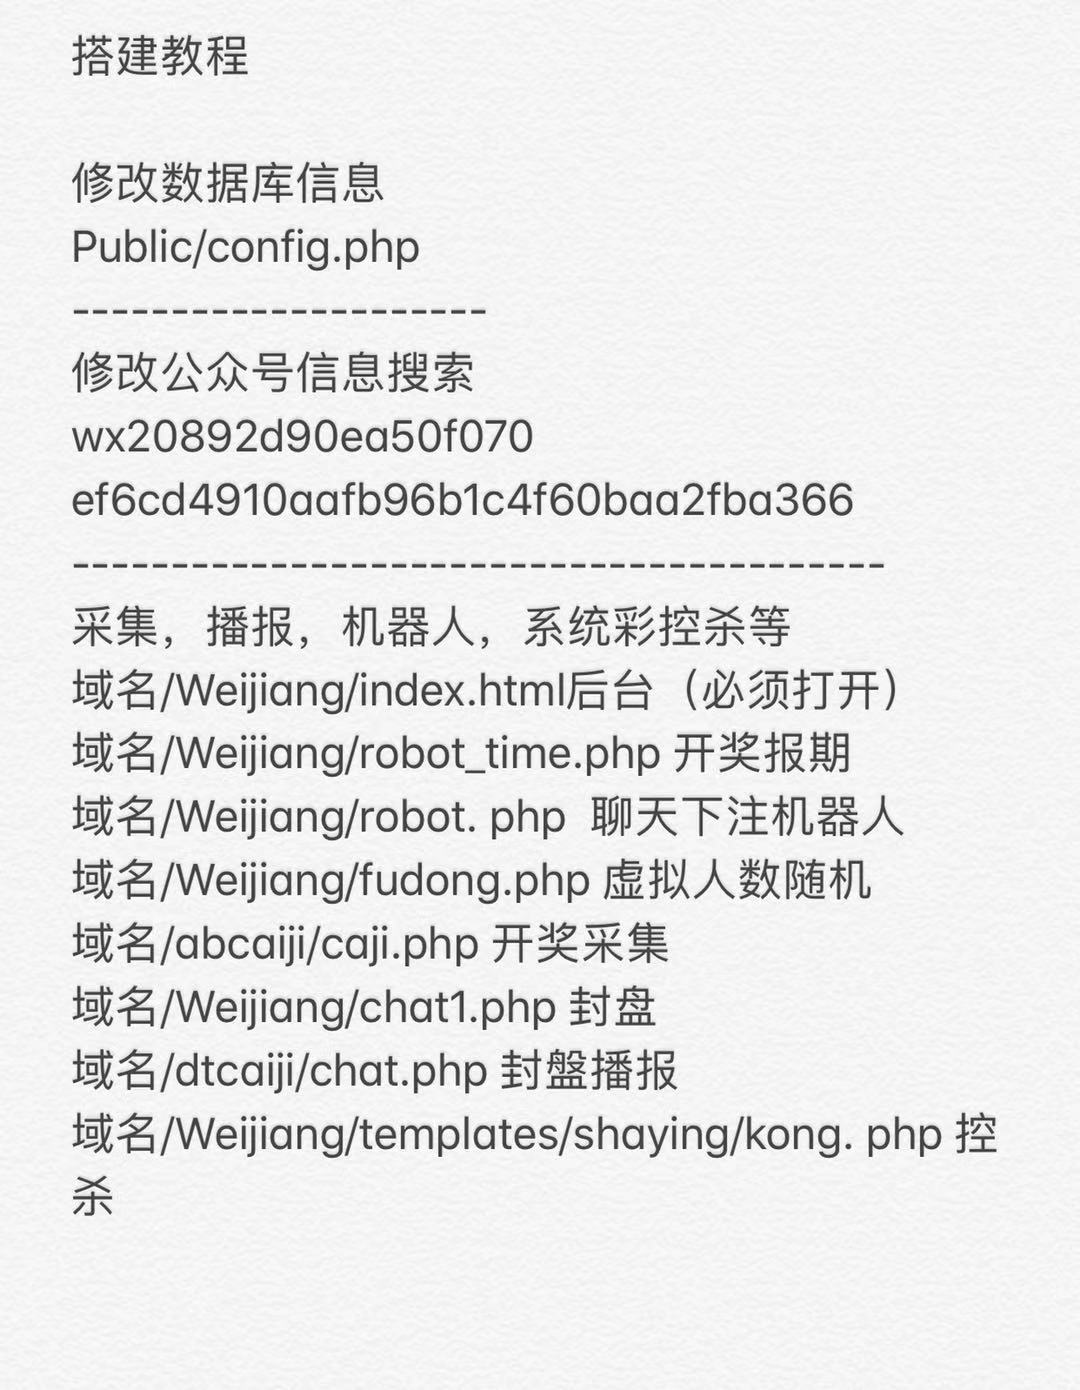 搭建教程
修改数据库信息
Public/config.php
---------------------
修改公众号信息搜索
wx20892d90ea50f070
ef6cd4910aafb96b1c4f60baa2fba366
-----------------------------------------
采集，播报，机器人，系统彩控杀等
域名/Weijiang/index.html后台（必须打开）
域名/Weijiang/robot_time.php 开奖报期
域名/Weijiang/robot. php  聊天下注机器人
域名/Weijiang/fudong.php 虚拟人数随机
域名/abcaiji/caji.php 开奖采集
域名/Weijiang/chat1.php 封盘
域名/dtcaiji/chat.php 封盤播报
域名/Weijiang/templates/shaying/kong. php 控
杀